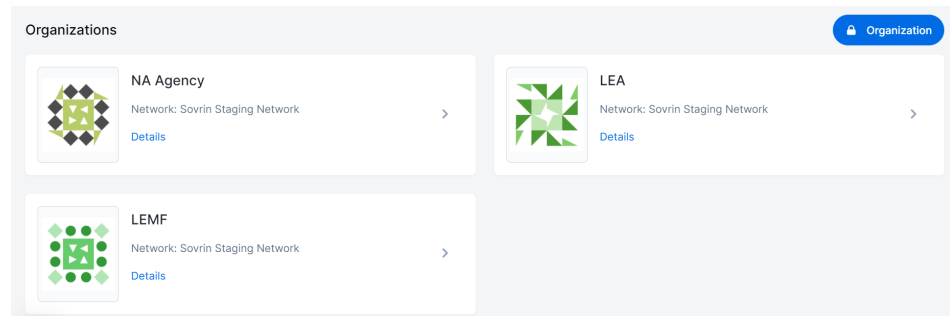 Organizations
Organization
NA Agency
Network: Sovrin Staging Network
Details
LEA
Network: Sovrin Staging Network
Details
LEMF
Network: Sovrin Staging Network
Details